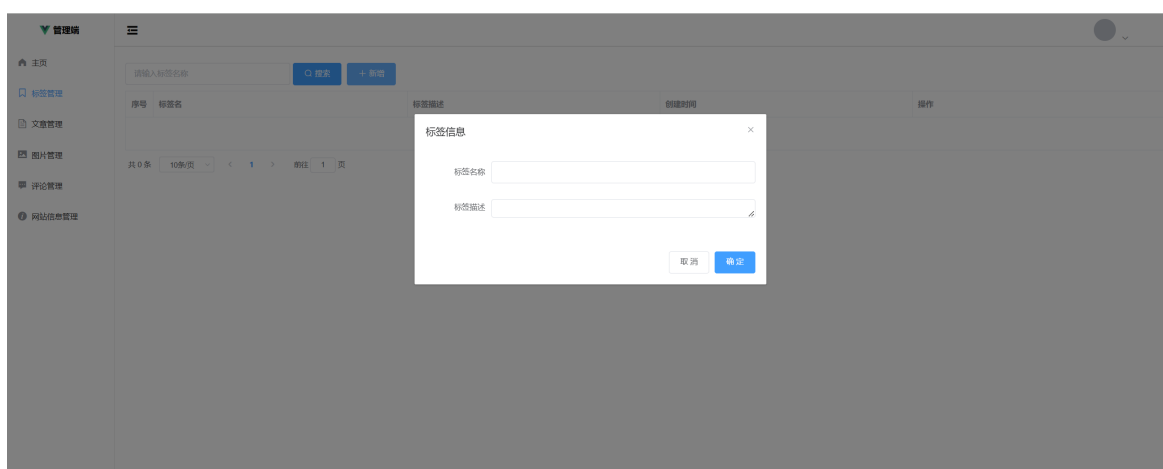 管理端
主页
标签管理
文章管理
图片管理
评论管理
网站信息管理
请输入标签名称 搜索 新增
序号 标签名 标签描述 创建时间 操作
共 0 条 10条/页 1 前往 1 页
标签信息
标签名称
标签描述
取 消 确 定